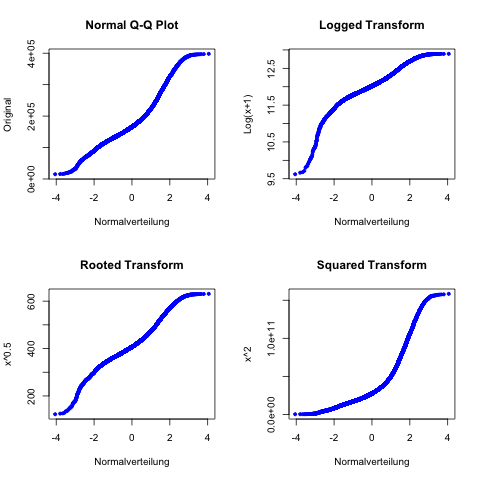 Normal Q-Q Plot
Original
0e+00 2e+05 4e+05
-4 -2 0 2 4
Normalverteilung
Logged Transform
Log(x+1)
9.5 10.5 11.5 12.5
-4 -2 0 2 4
Normalverteilung
Rooted Transform
x^0.5
200 400 600
-4 -2 0 2 4
Normalverteilung
Squared Transform
x^2
0.0e+00 1.0e+11
-4 -2 0 2 4
Normalverteilung